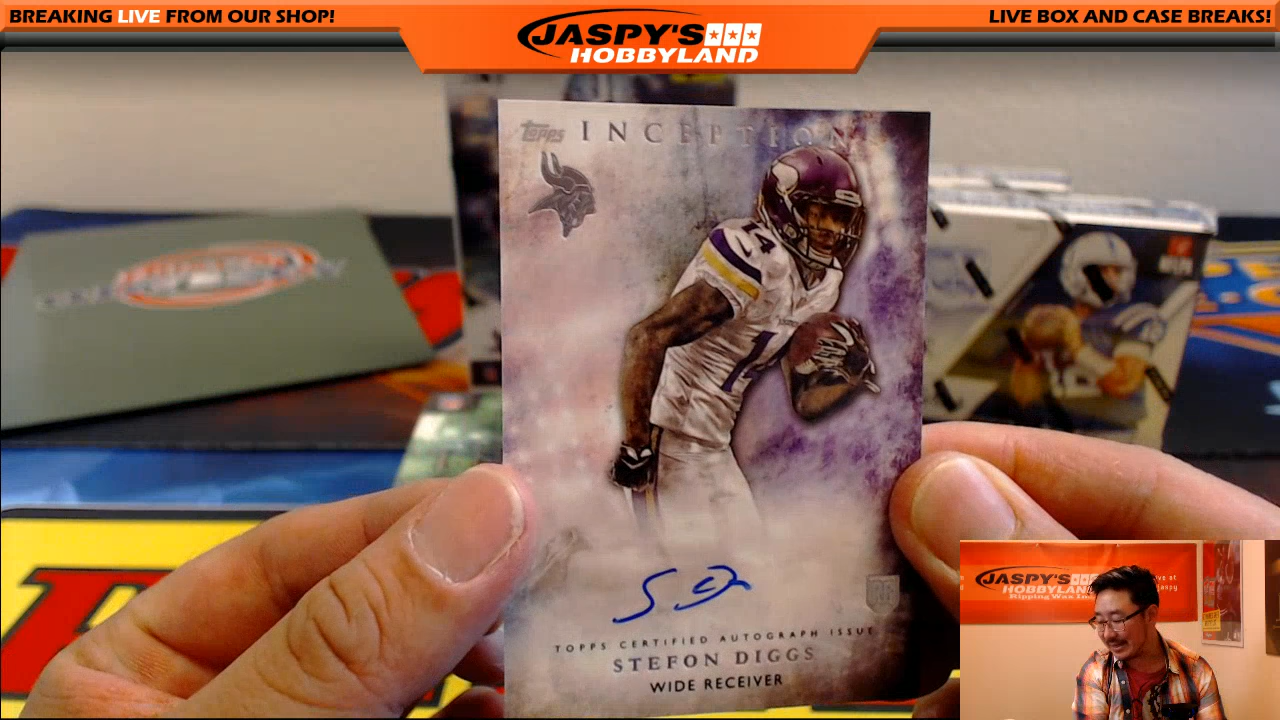 BREAKING LIVE FROM OUR SHOP!
JASPY'S
HOBBYLAND
LIVE BOX AND CASE BREAKS!
Topps INCEPTION
14
14
TOPPS CERTIFIED AUTOGRAPH ISSUE
STEFON DIGGS
WIDE RECEIVER
JASPY'S
HOBBYLAND